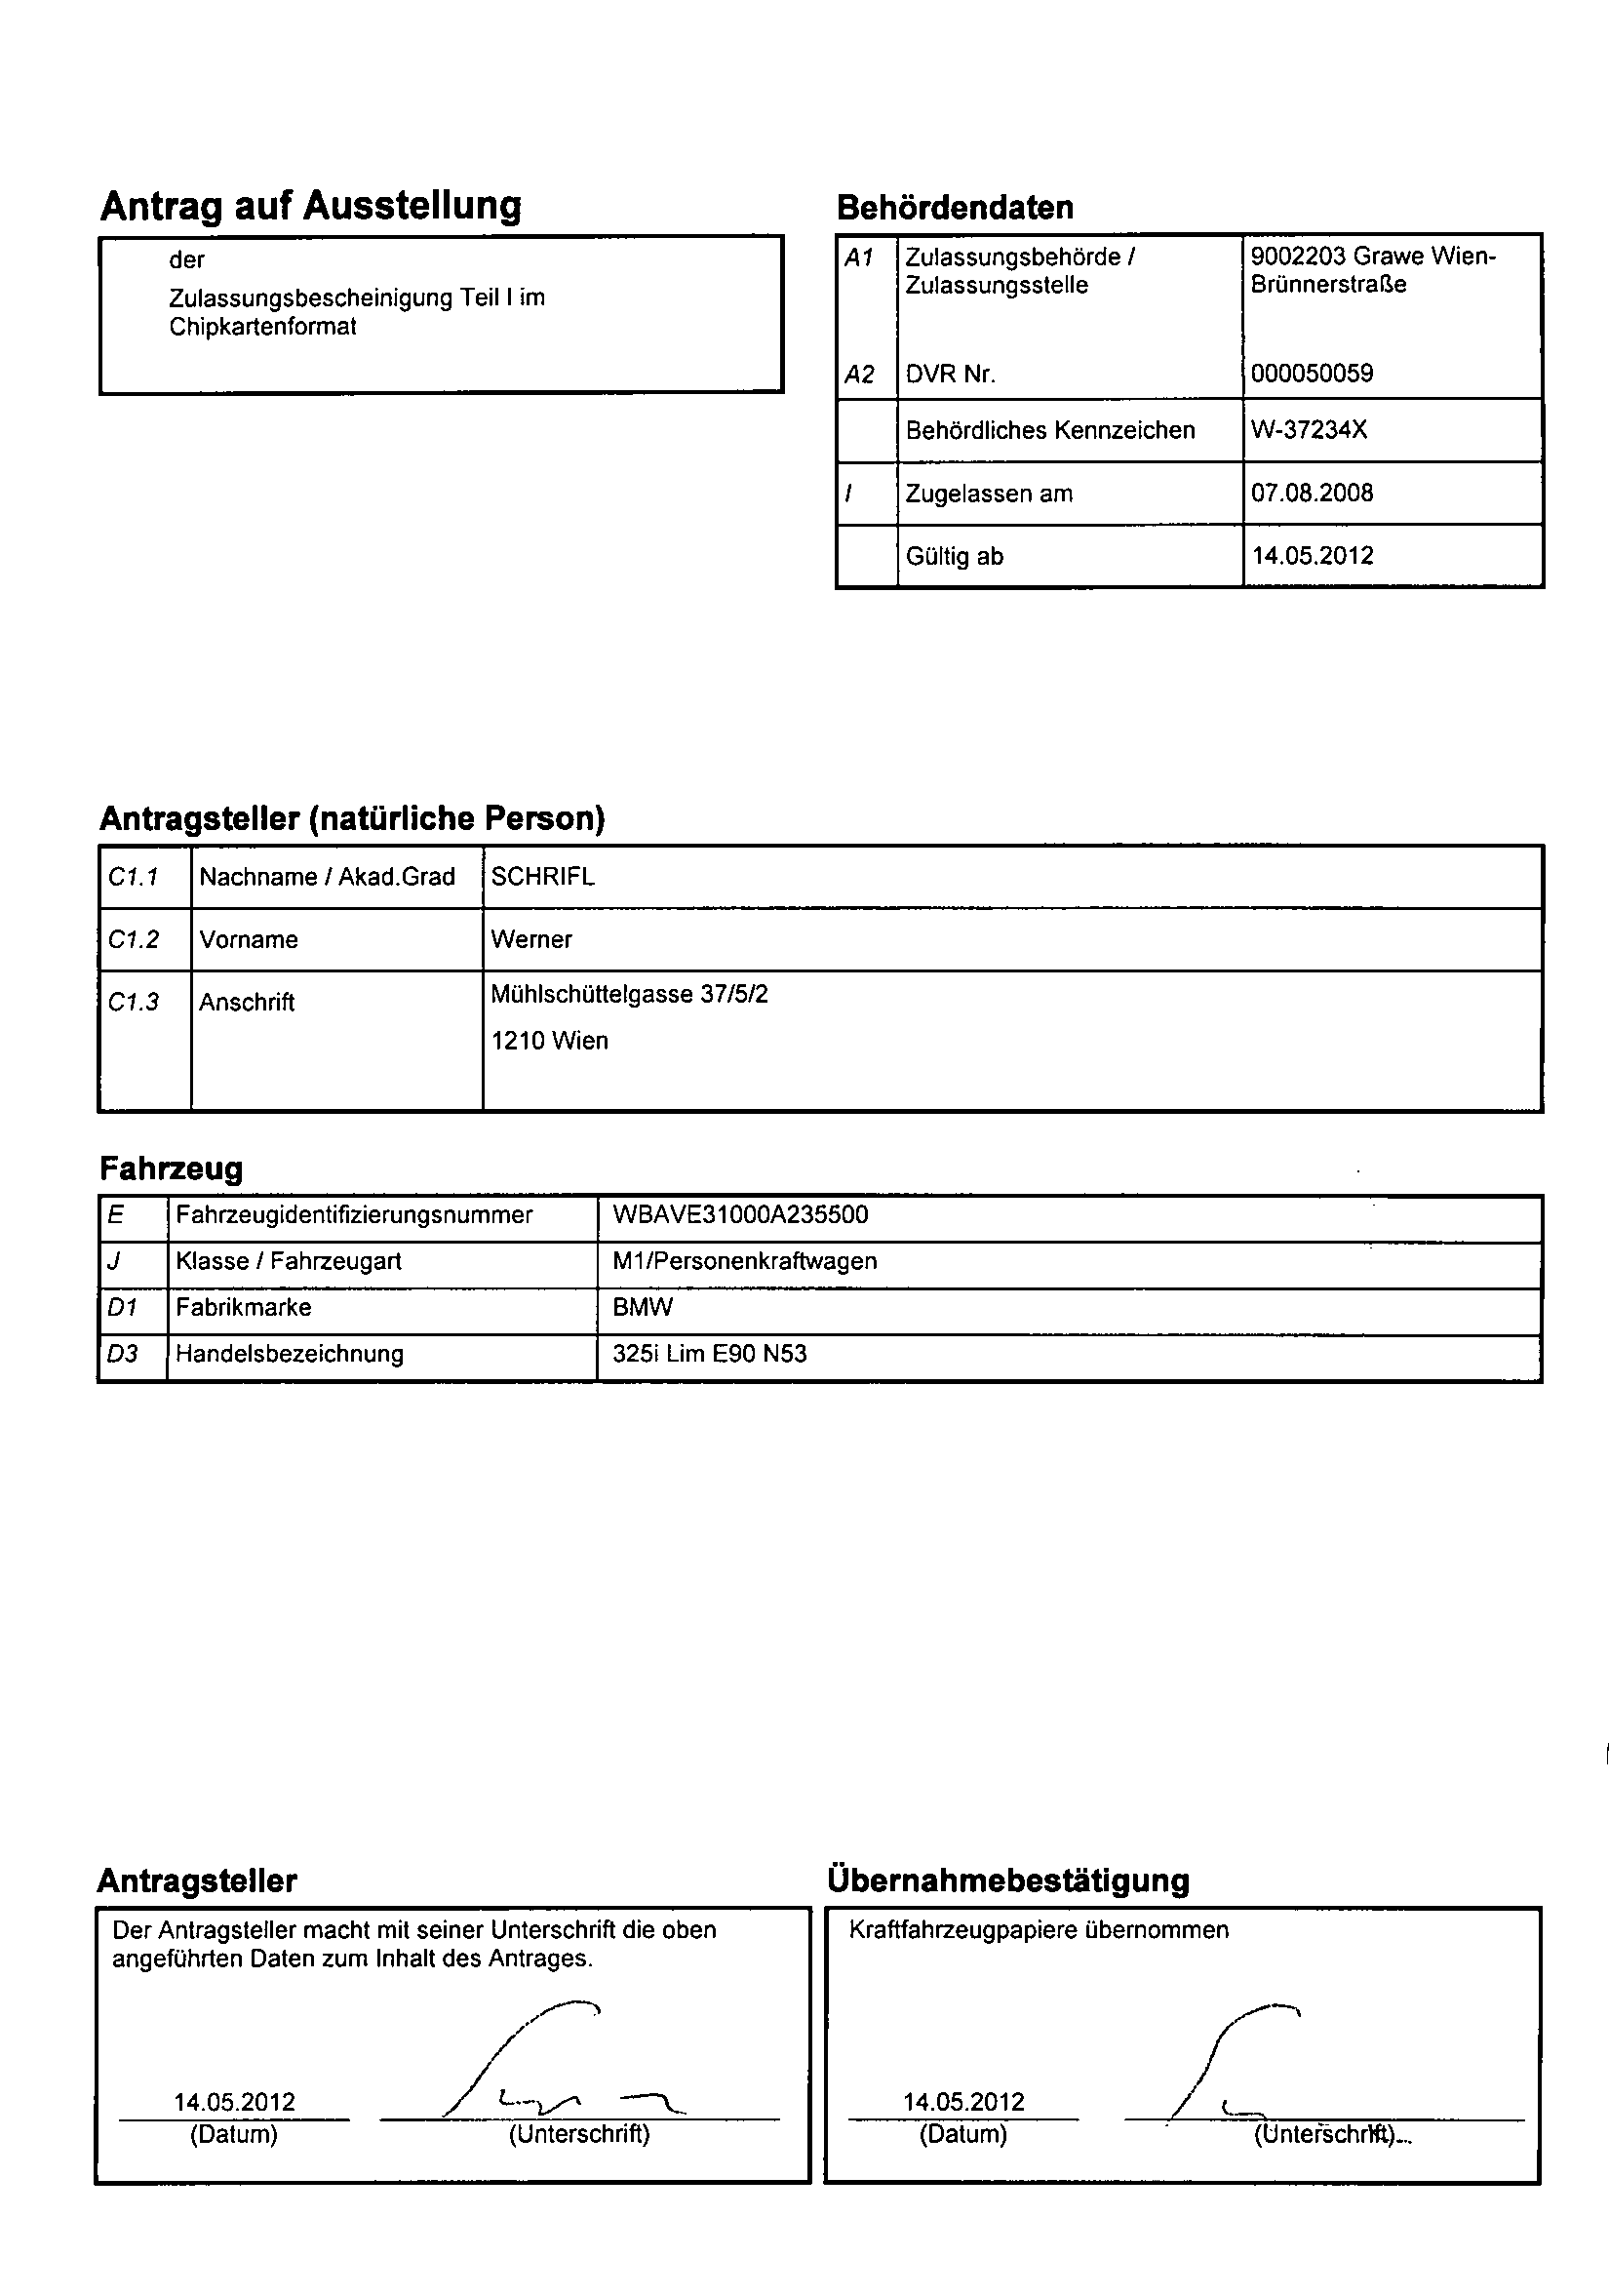 Antrag auf Ausstellung
der
Zulassungsbescheinigung Teil I im
Chipkartenformat
Behördendaten
A1 Zulassungsbehörde / 9002203 Grawe Wien-
Zulassungsstelle Brünnerstraße
A2 DVR Nr. 000050059
Behördliches Kennzeichen W-37234X
I Zugelassen am 07.08.2008
Gültig ab 14.05.2012
Antragsteller (natürliche Person)
C1.1 Nachname / Akad.Grad SCHRIFL
C1.2 Vorname Werner
C1.3 Anschrift Mühlschüttelgasse 37/5/2
1210 Wien
Fahrzeug
E Fahrzeugidentifizierungsnummer WBAVE31000A235500
J Klasse / Fahrzeugart M1/Personenkraftwagen
D1 Fabrikmarke BMW
D3 Handelsbezeichnung 325i Lim E90 N53
Antragsteller
Der Antragsteller macht mit seiner Unterschrift die oben
angeführten Daten zum Inhalt des Antrages.
14.05.2012
(Datum) (Unterschrift)
Übernahmebestätigung
Kraftfahrzeugpapiere übernommen
14.05.2012
(Datum) (Unterschrift)